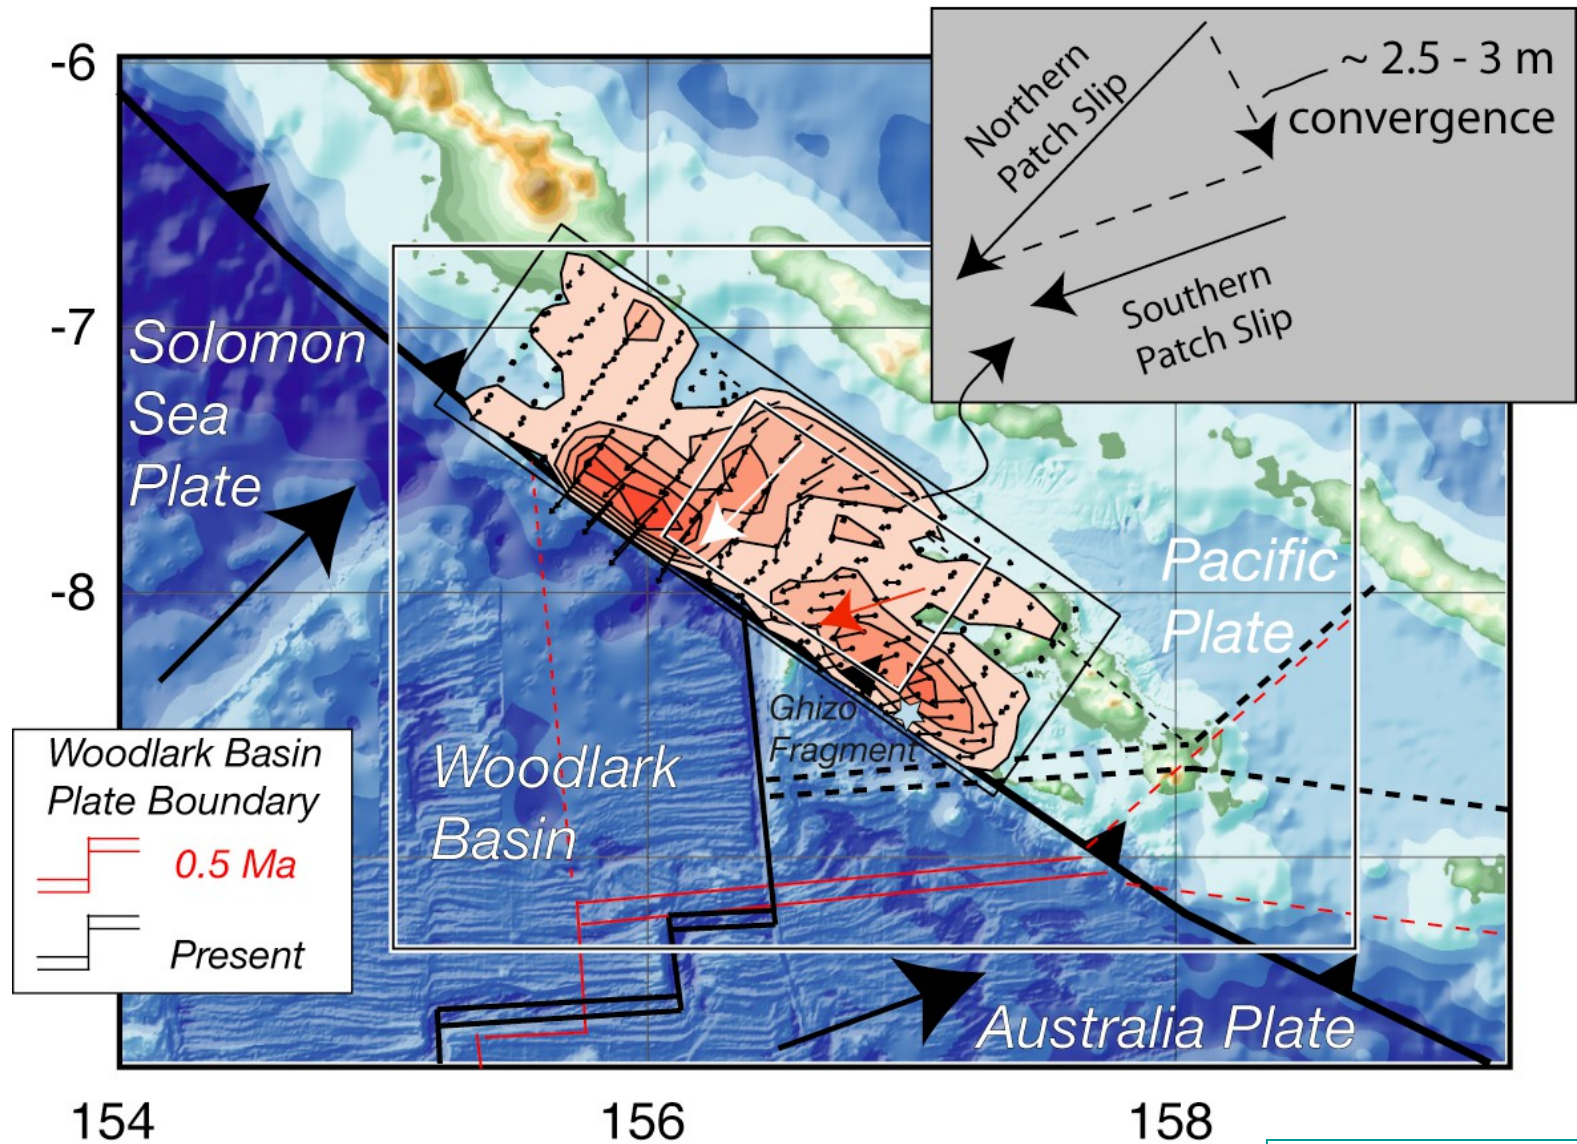 -6
-7
-8
154
156
158
Northern
Patch Slip
~ 2.5 - 3 m
convergence
Southern
Patch Slip
Solomon
Sea
Plate
Pacific
Plate
Ghizo
Fragment
Woodlark
Basin
Woodlark Basin
Plate Boundary
0.5 Ma
Present
Australia Plate